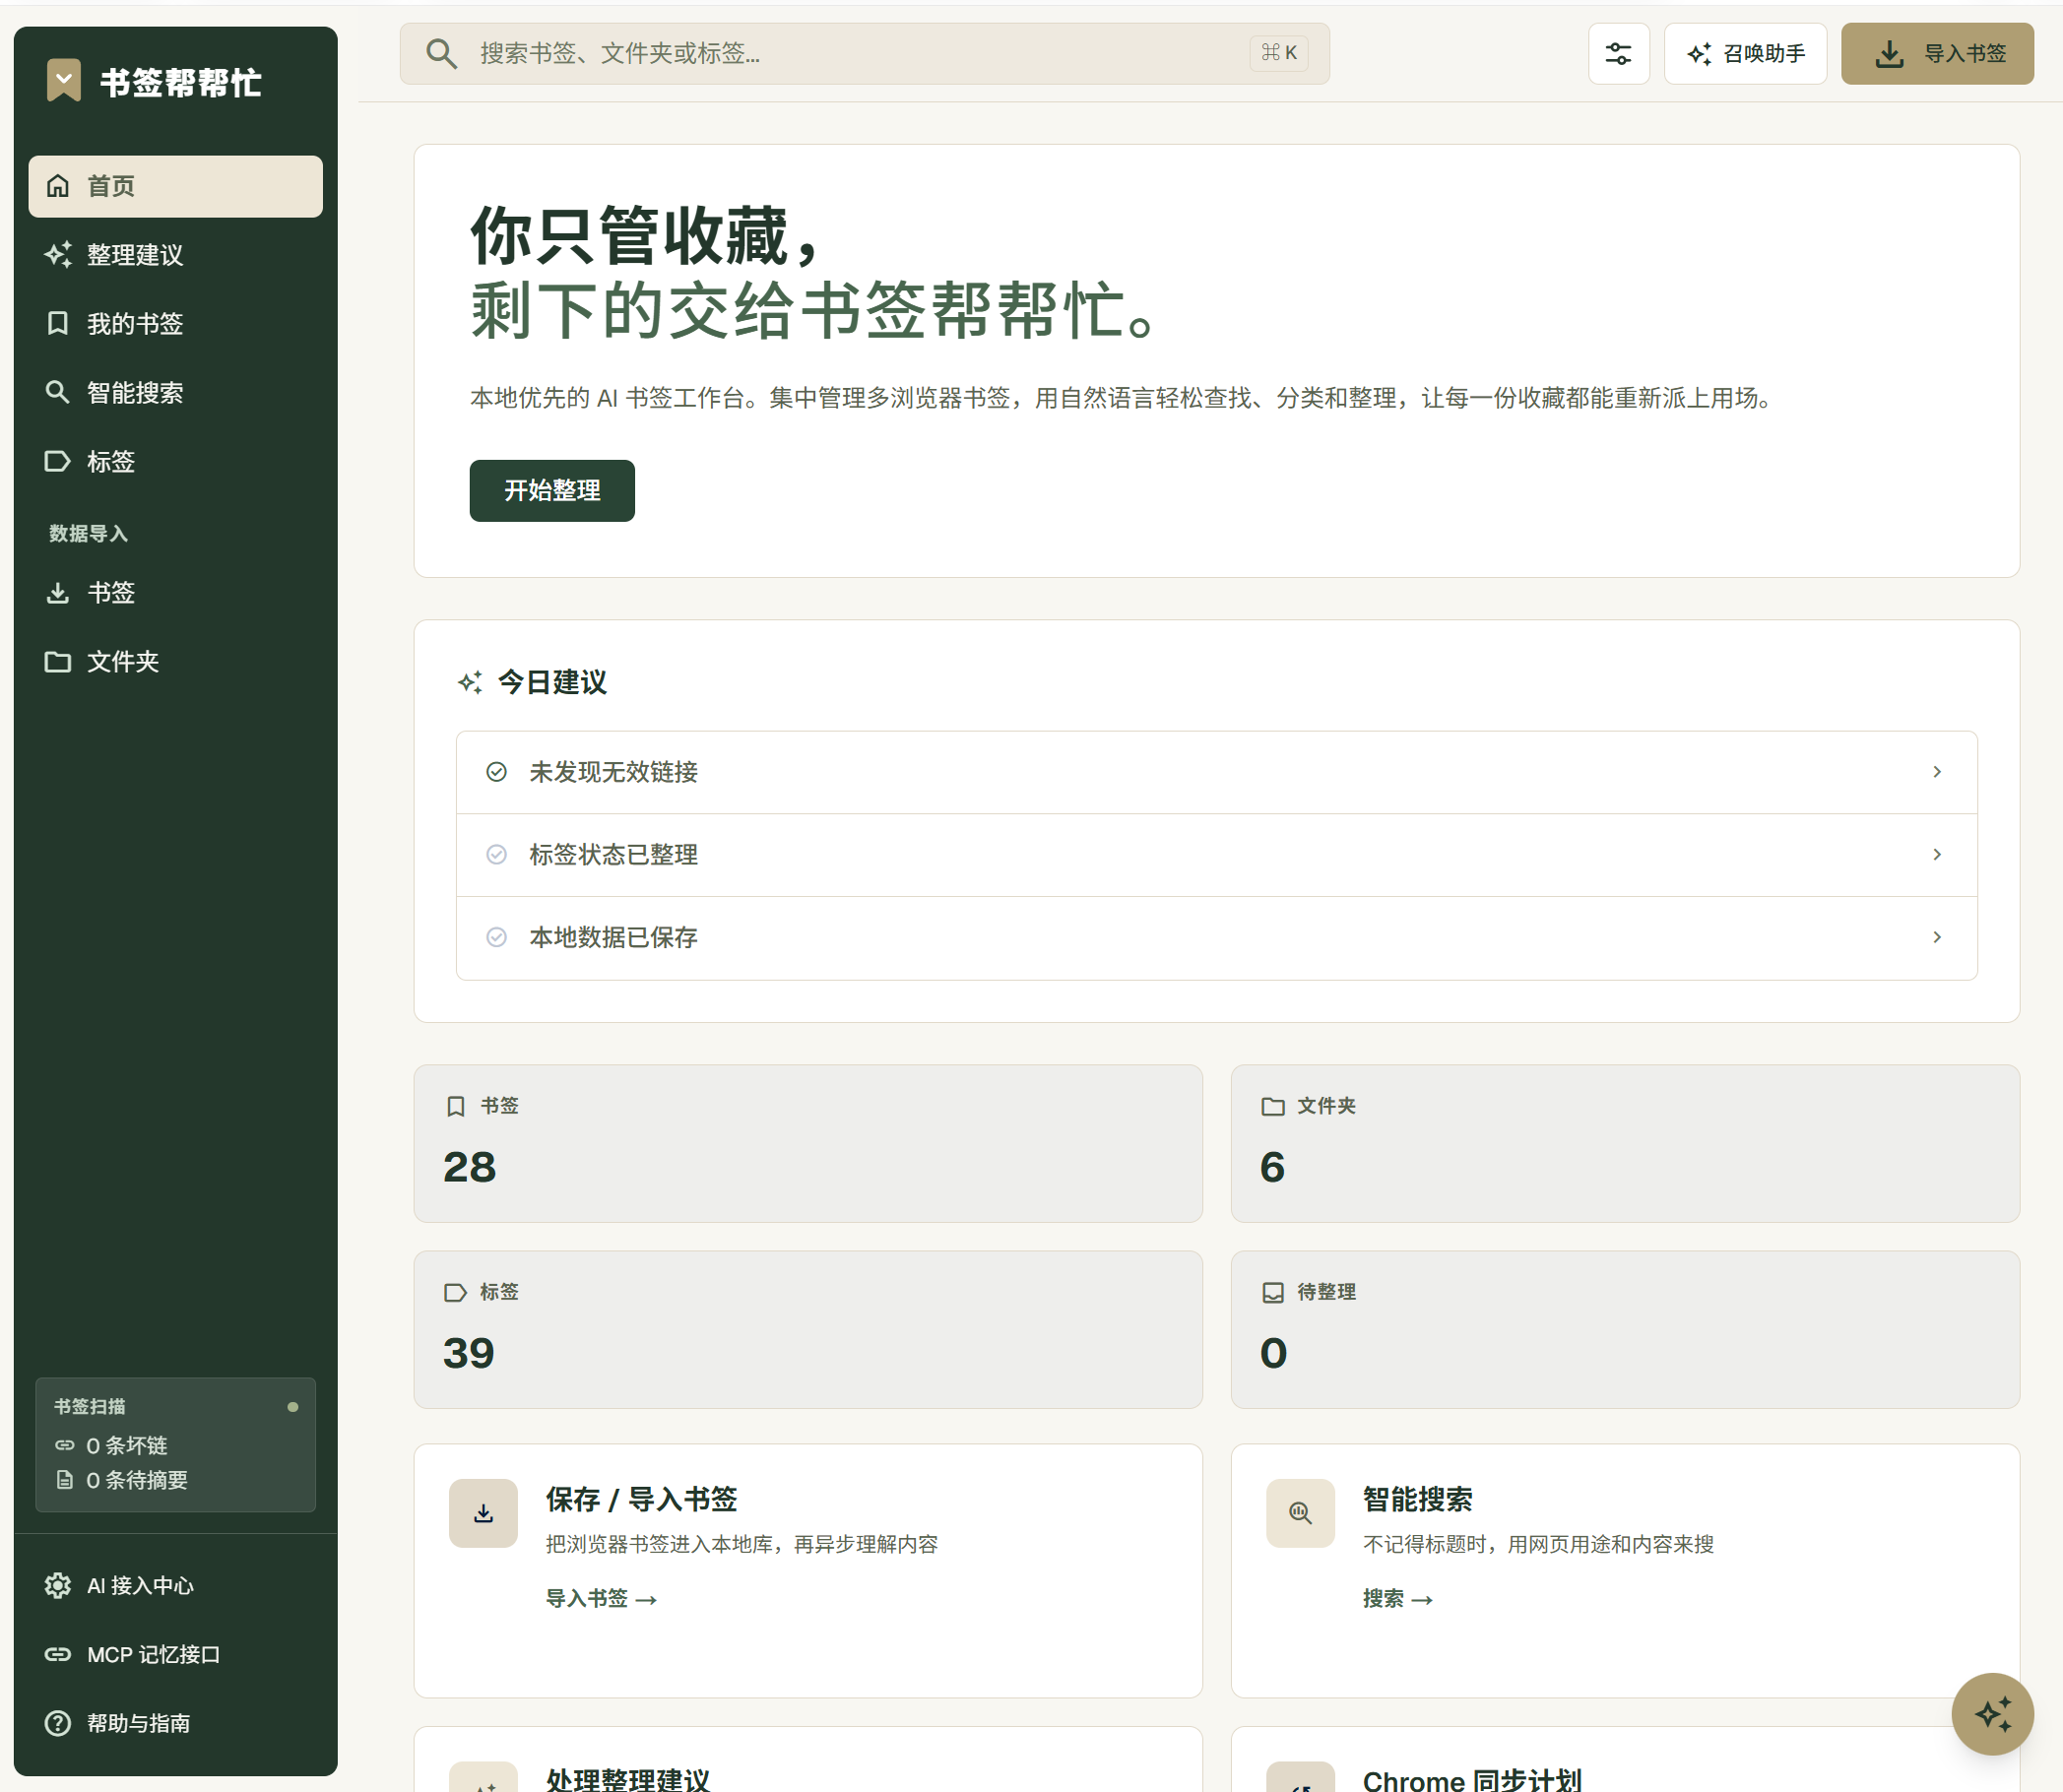 书签帮帮忙
首页
整理建议
我的书签
智能搜索
标签
数据导入
书签
文件夹
书签扫描
0 条坏链
0 条待摘要
AI 接入中心
MCP 记忆接口
帮助与指南
搜索书签、文件夹或标签...
⌘ K
召唤助手
导入书签
你只管收藏，
剩下的交给书签帮帮忙。
本地优先的 AI 书签工作台。集中管理多浏览器书签，用自然语言轻松查找、分类和整理，让每一份收藏都能重新派上用场。
开始整理
今日建议
未发现无效链接
标签状态已整理
本地数据已保存
书签
28
文件夹
6
标签
39
待整理
0
保存 / 导入书签
把浏览器书签进入本地库，再异步理解内容
导入书签 →
智能搜索
不记得标题时，用网页用途和内容来搜
搜索 →
处理整理建议
Chrome 同步计划